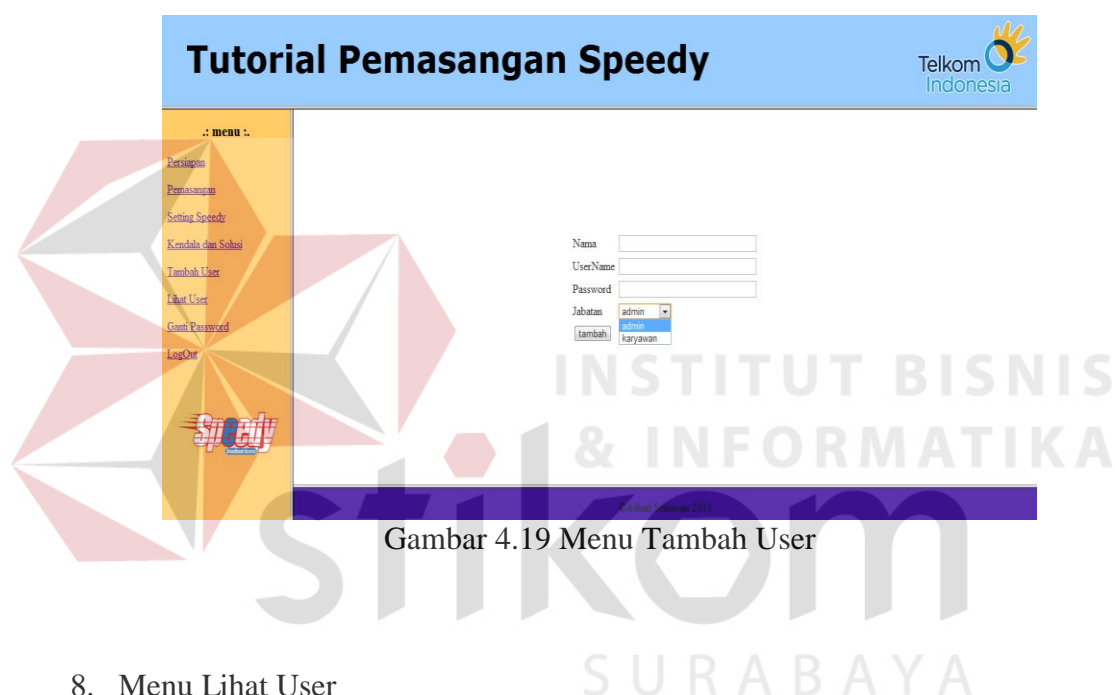 Tutorial Pemasangan Speedy
Telkom
Indonesia
.: menu :.
Persiapan
Pemasangan
Setting Speedy
Kendala dan Solusi
Tambah User
Lihat User
Ganti Password
LogOut
Speedy
Nama
UserName
Password
Jabatan admin
admin
tambah karyawan
INSTITUT BISNIS
& INFORMATIKA
stikom
SURABAYA
2011
Gambar 4.19 Menu Tambah User
8. Menu Lihat User